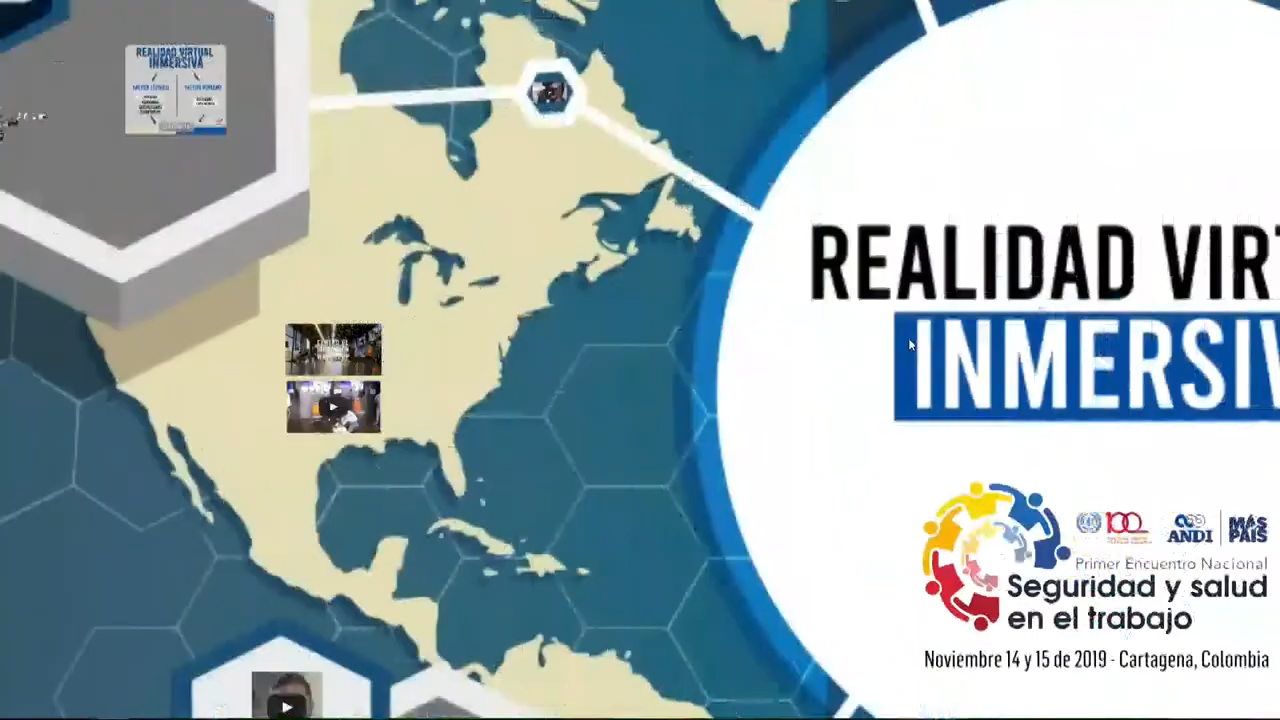 REALIDAD VIRTUAL
INMERSIVA
REALIDAD VIRT
INMERSIV
100
ANDI
MÁS
PAÍS
Primer Encuentro Nacional
Seguridad y salud
en el trabajo
Noviembre 14 y 15 de 2019 - Cartagena, Colombia